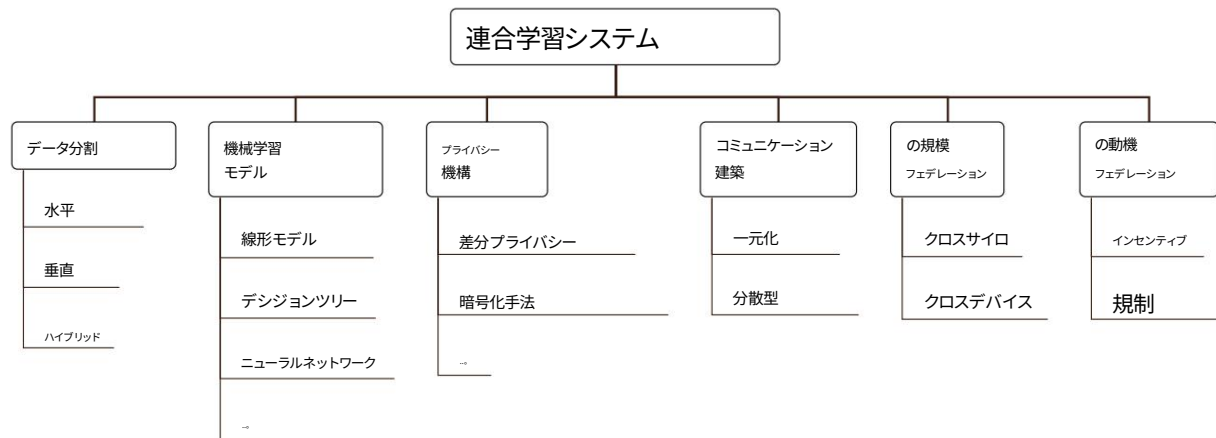 連合学習システム
データ分割
水平
垂直
ハイブリッド
機械学習
モデル
線形モデル
デシジョンツリー
ニューラルネットワーク
...。
プライバシー
機構
差分プライバシー
暗号化手法
...。
コミュニケーション
建築
一元化
分散型
の規模
フェデレーション
クロスサイロ
クロスデバイス
の動機
フェデレーション
インセンティブ
規制